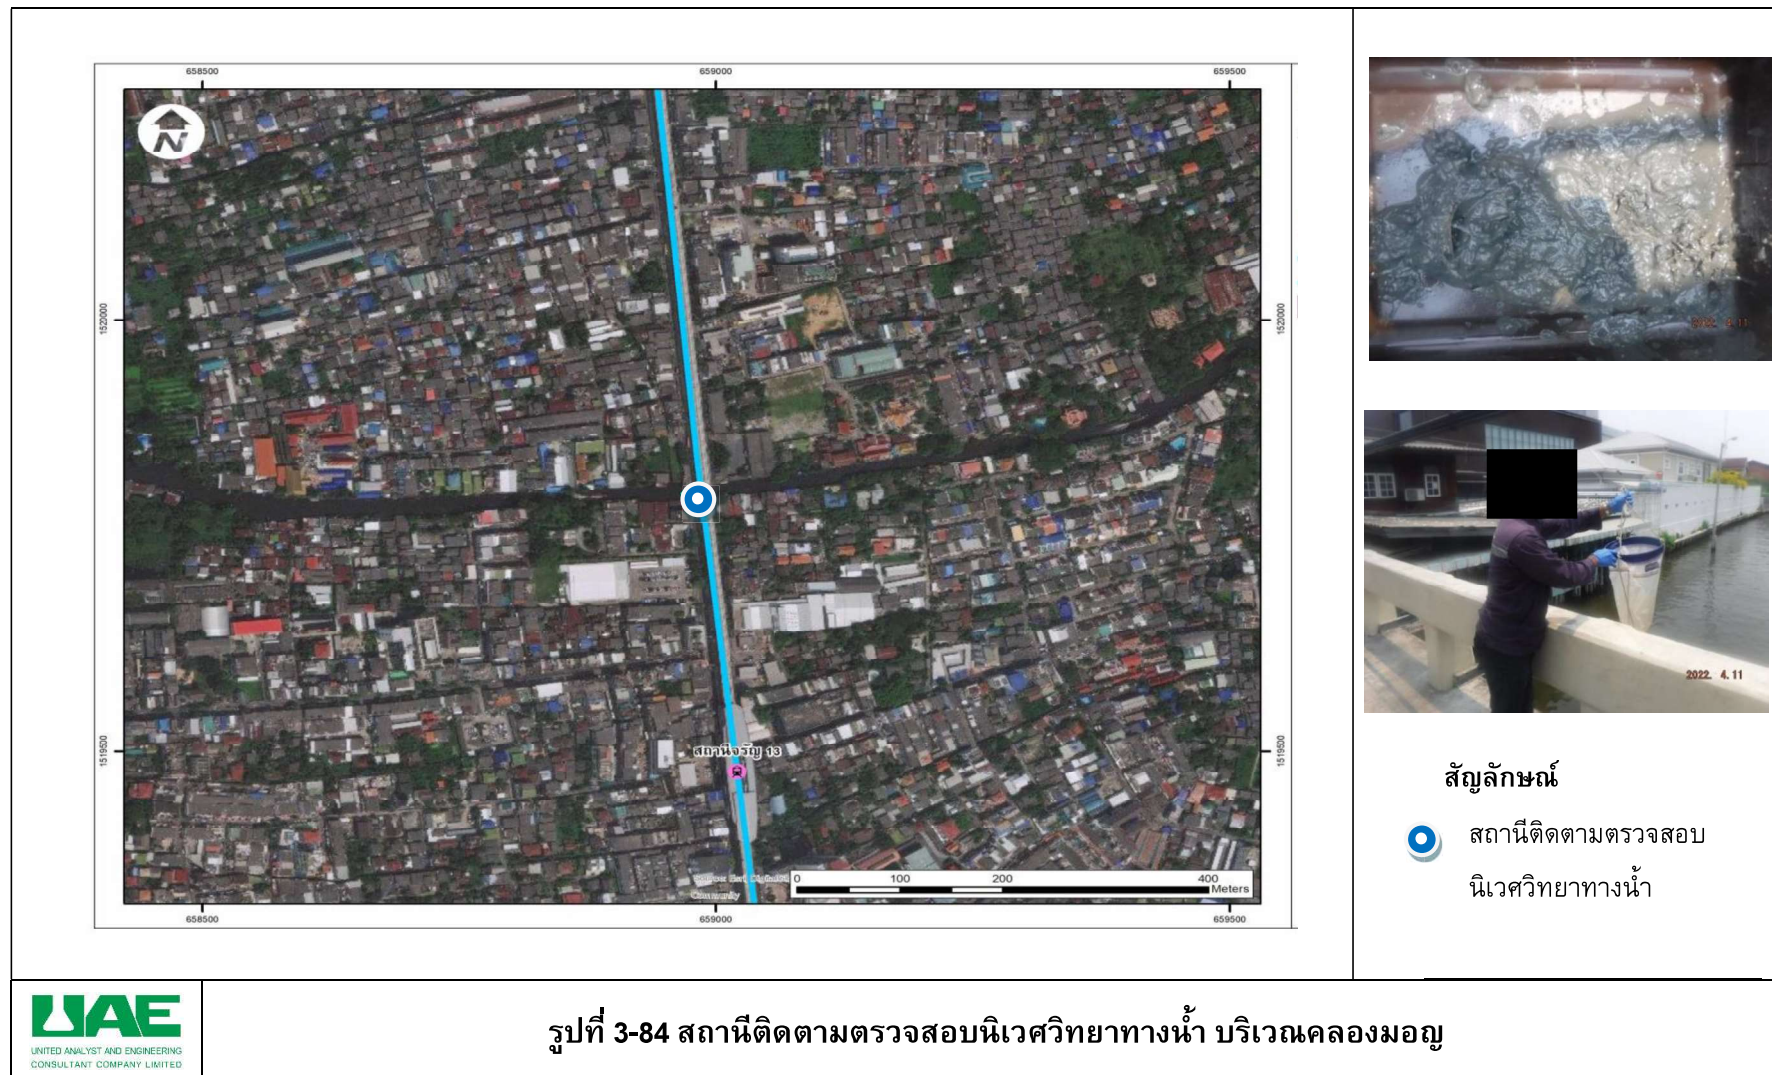 658500
659000
659500
N
1520000
1520000
2022. 4.11
2022. 4.11
1519500
1519500
สถานีจรัญ 13
สัญลักษณ์
สถานีติดตามตรวจสอบ
นิเวศวิทยาทางน้ำ
Community
0 100 200 400
Meters
658500
659000
659500
UAE
UNITED ANALYST AND ENGINEERING
CONSULTANT COMPANY LIMITED
รูปที่ 3-84 สถานีติดตามตรวจสอบนิเวศวิทยาทางน้ำ บริเวณคลองมอญ